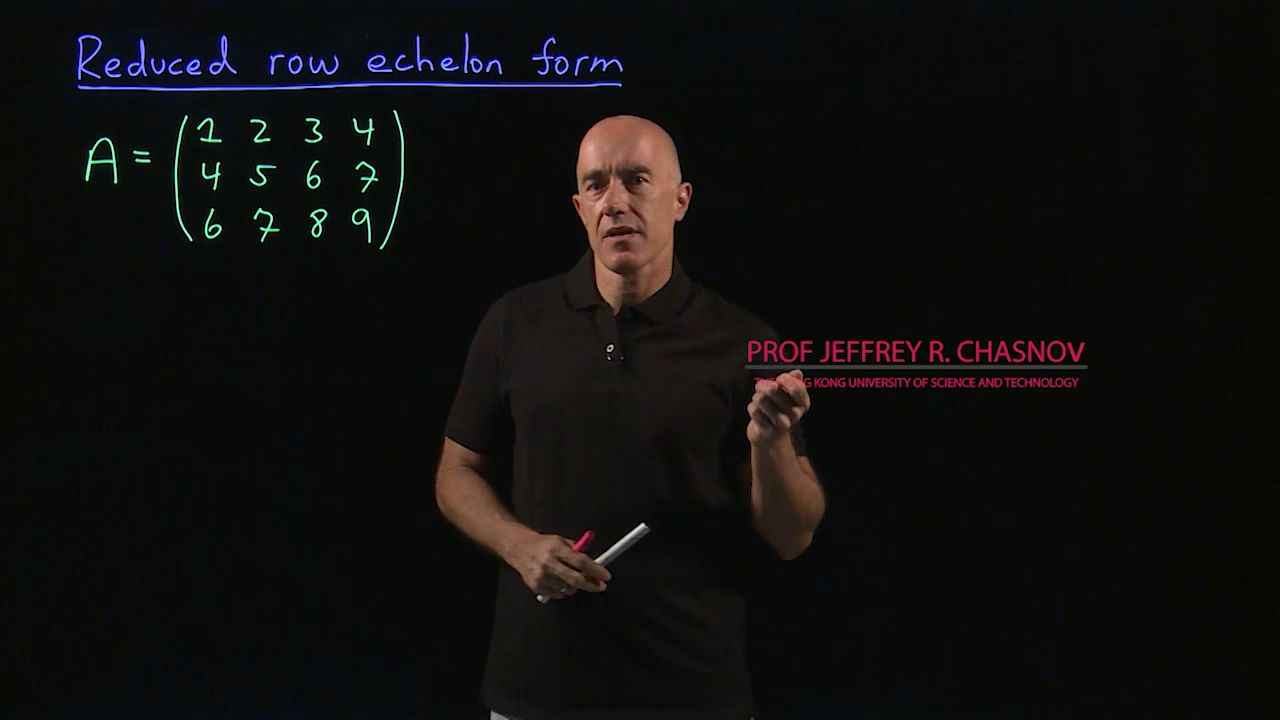 Reduced row echelon form
A = ( 1 2 3 4
4 5 6 7
6 7 8 9 )
PROF JEFFREY R. CHASNOV
KONG UNIVERSITY OF SCIENCE AND TECHNOLOGY